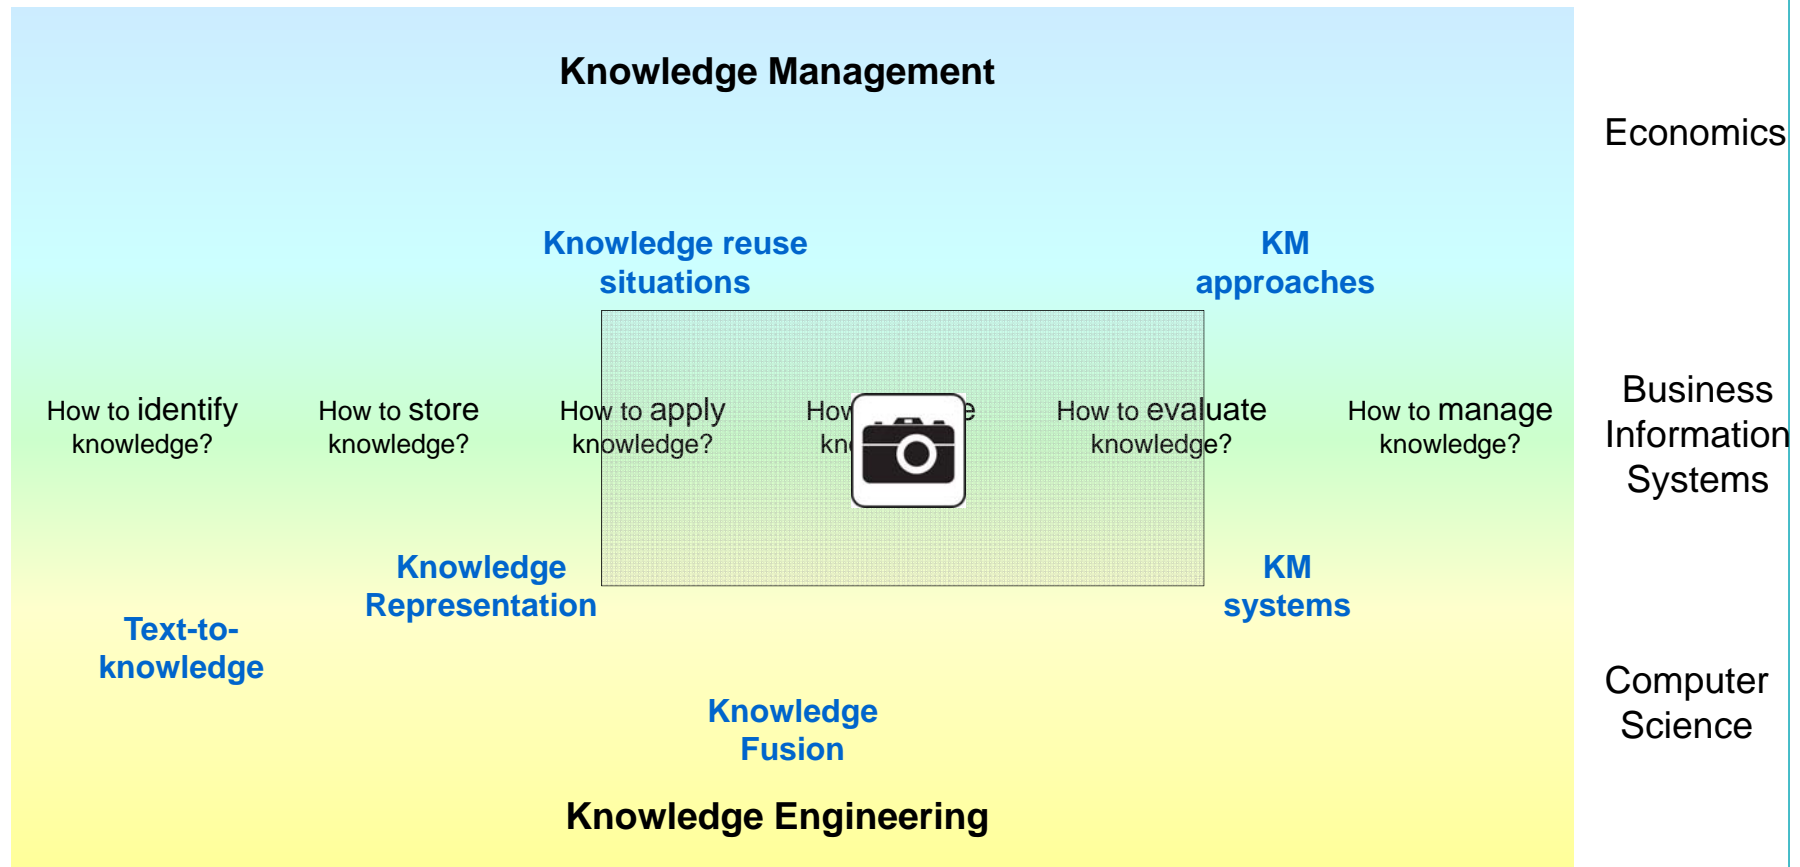 Knowledge Management
Economics
Knowledge reuse
situations
KM
approaches
How to identify
knowledge?
How to store
knowledge?
How to apply
knowledge?
How to evaluate
knowledge?
How to manage
knowledge?
Business
Information
Systems
Knowledge
Representation
KM
systems
Text-to-
knowledge
Computer
Science
Knowledge
Fusion
Knowledge Engineering